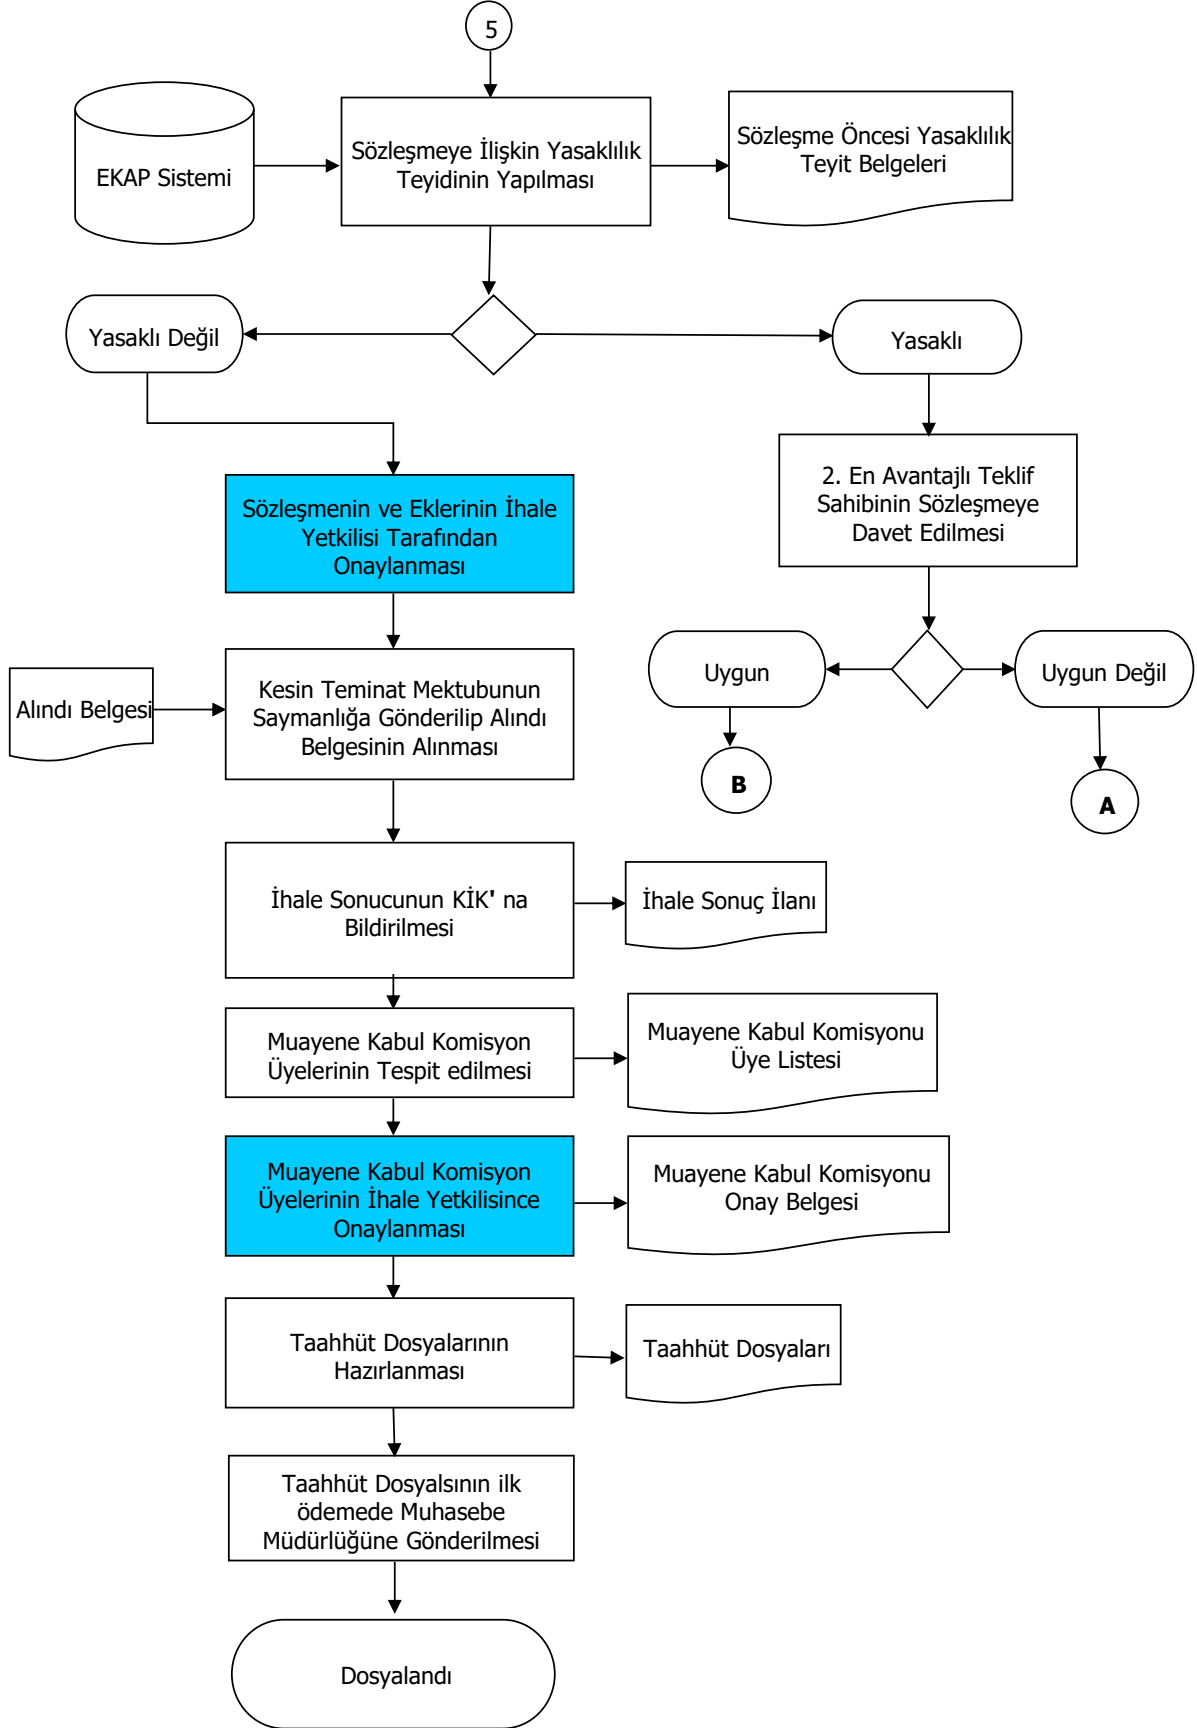 5
EKAP Sistemi
Sözleşmeye İlişkin Yasaklılık
Teyidinin Yapılması
Sözleşme Öncesi Yasaklılık
Teyit Belgeleri
Yasaklı Değil
Yasaklı
Sözleşmenin ve Eklerinin İhale
Yetkilisi Tarafından
Onaylanması
2. En Avantajlı Teklif
Sahibinin Sözleşmeye
Davet Edilmesi
Alındı Belgesi
Kesin Teminat Mektubunun
Saymanlığa Gönderilip Alındı
Belgesinin Alınması
Uygun
Uygun Değil
B
A
İhale Sonucunun KİK' na
Bildirilmesi
İhale Sonuç İlanı
Muayene Kabul Komisyon
Üyelerinin Tespit edilmesi
Muayene Kabul Komisyonu
Üye Listesi
Muayene Kabul Komisyon
Üyelerinin İhale Yetkilisince
Onaylanması
Muayene Kabul Komisyonu
Onay Belgesi
Taahhüt Dosyalarının
Hazırlanması
Taahhüt Dosyaları
Taahhüt Dosyalsının ilk
ödemede Muhasebe
Müdürlüğüne Gönderilmesi
Dosyalandı